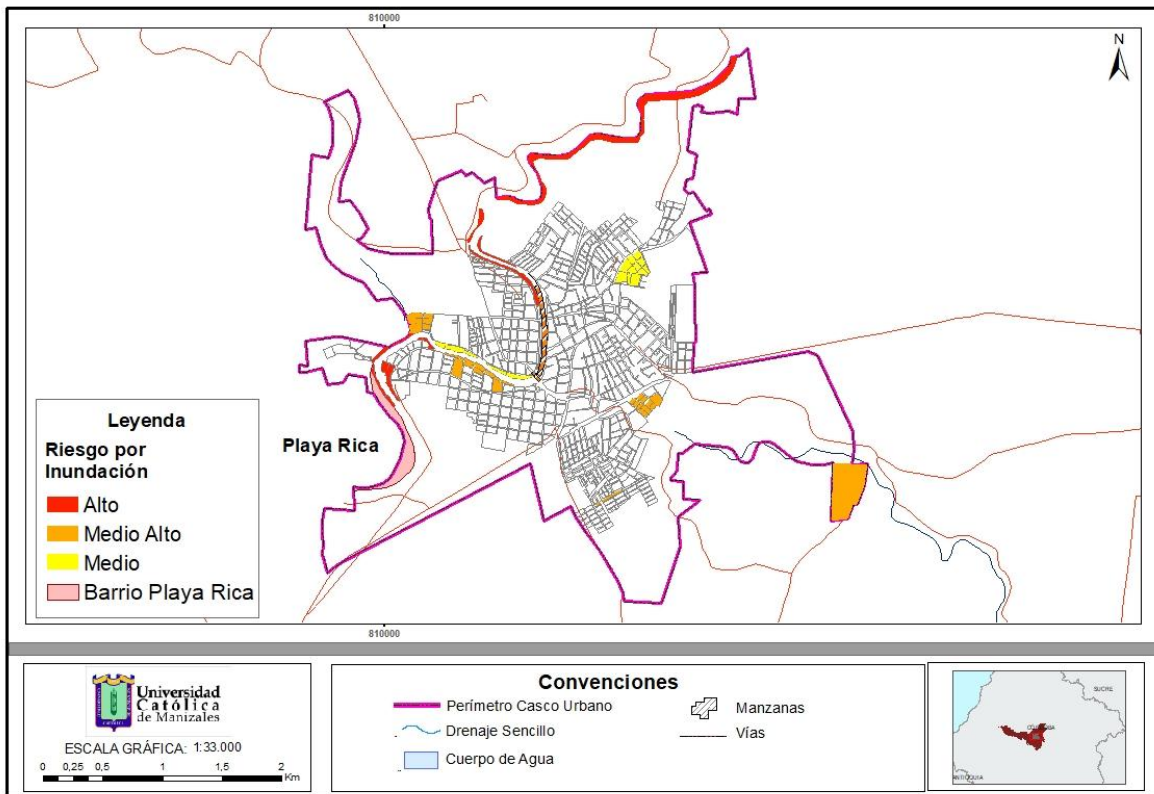 810000
N
Playa Rica
Leyenda
Riesgo por
Inundación
Alto
Medio Alto
Medio
Barrio Playa Rica
810000
Universidad
Católica
de Manizales
ESCALA GRÁFICA: 1:33.000
0 0,25 0,5 1 1,5 2
Km
Convenciones
Perímetro Casco Urbano
Drenaje Sencillo
Cuerpo de Agua
Manzanas
Vías
SUCRE
ANTIOQUIA